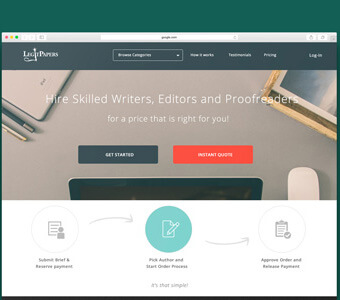 google.com
LEGITPAPERS
Browse Categories
How it works
Testimonials
Pricing
Log-In
Hire Skilled Writers, Editors and Proofreaders
for a price that is right for you!
GET STARTED
INSTANT QUOTE
Submit Brief &
Reserve payment
Pick Author and
Start Order Process
Approve Order and
Release Payment
it's that simple!